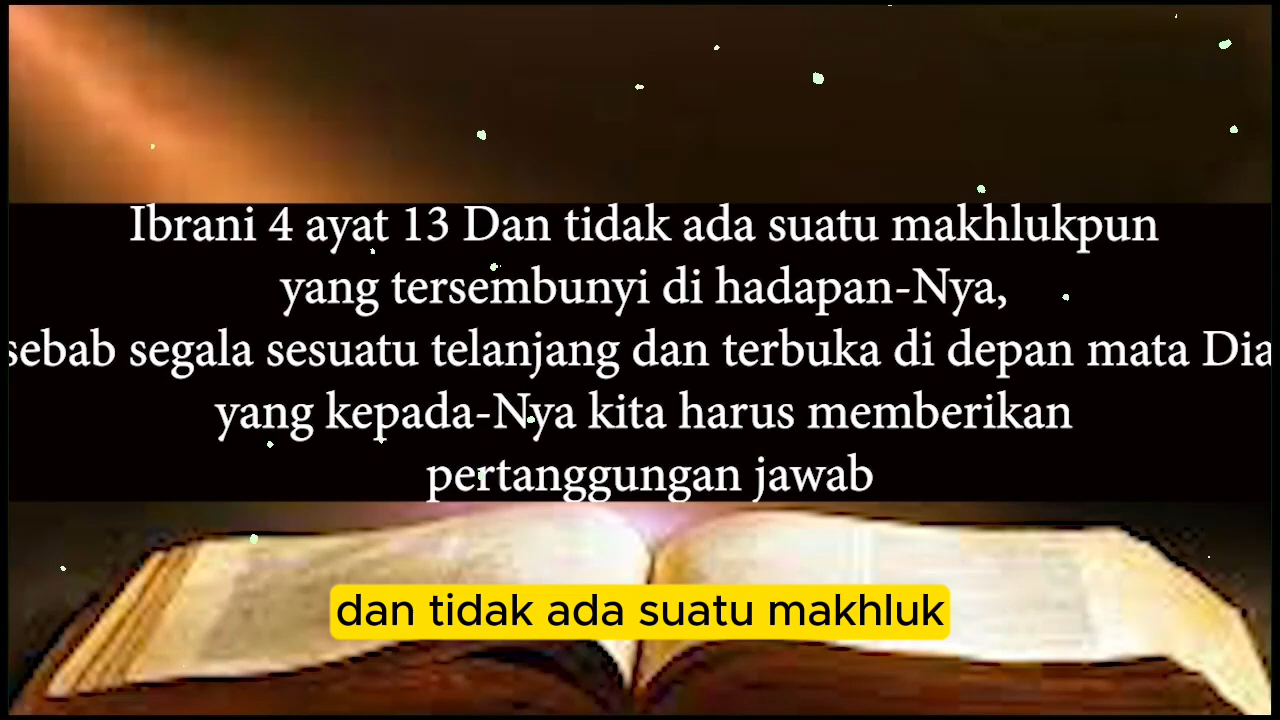 Ibrani 4 ayat 13 Dan tidak ada suatu makhlukpun
yang tersembunyi di hadapan-Nya,
sebab segala sesuatu telanjang dan terbuka di depan mata Dia
yang kepada-Nya kita harus memberikan
pertanggungan jawab
dan tidak ada suatu makhluk